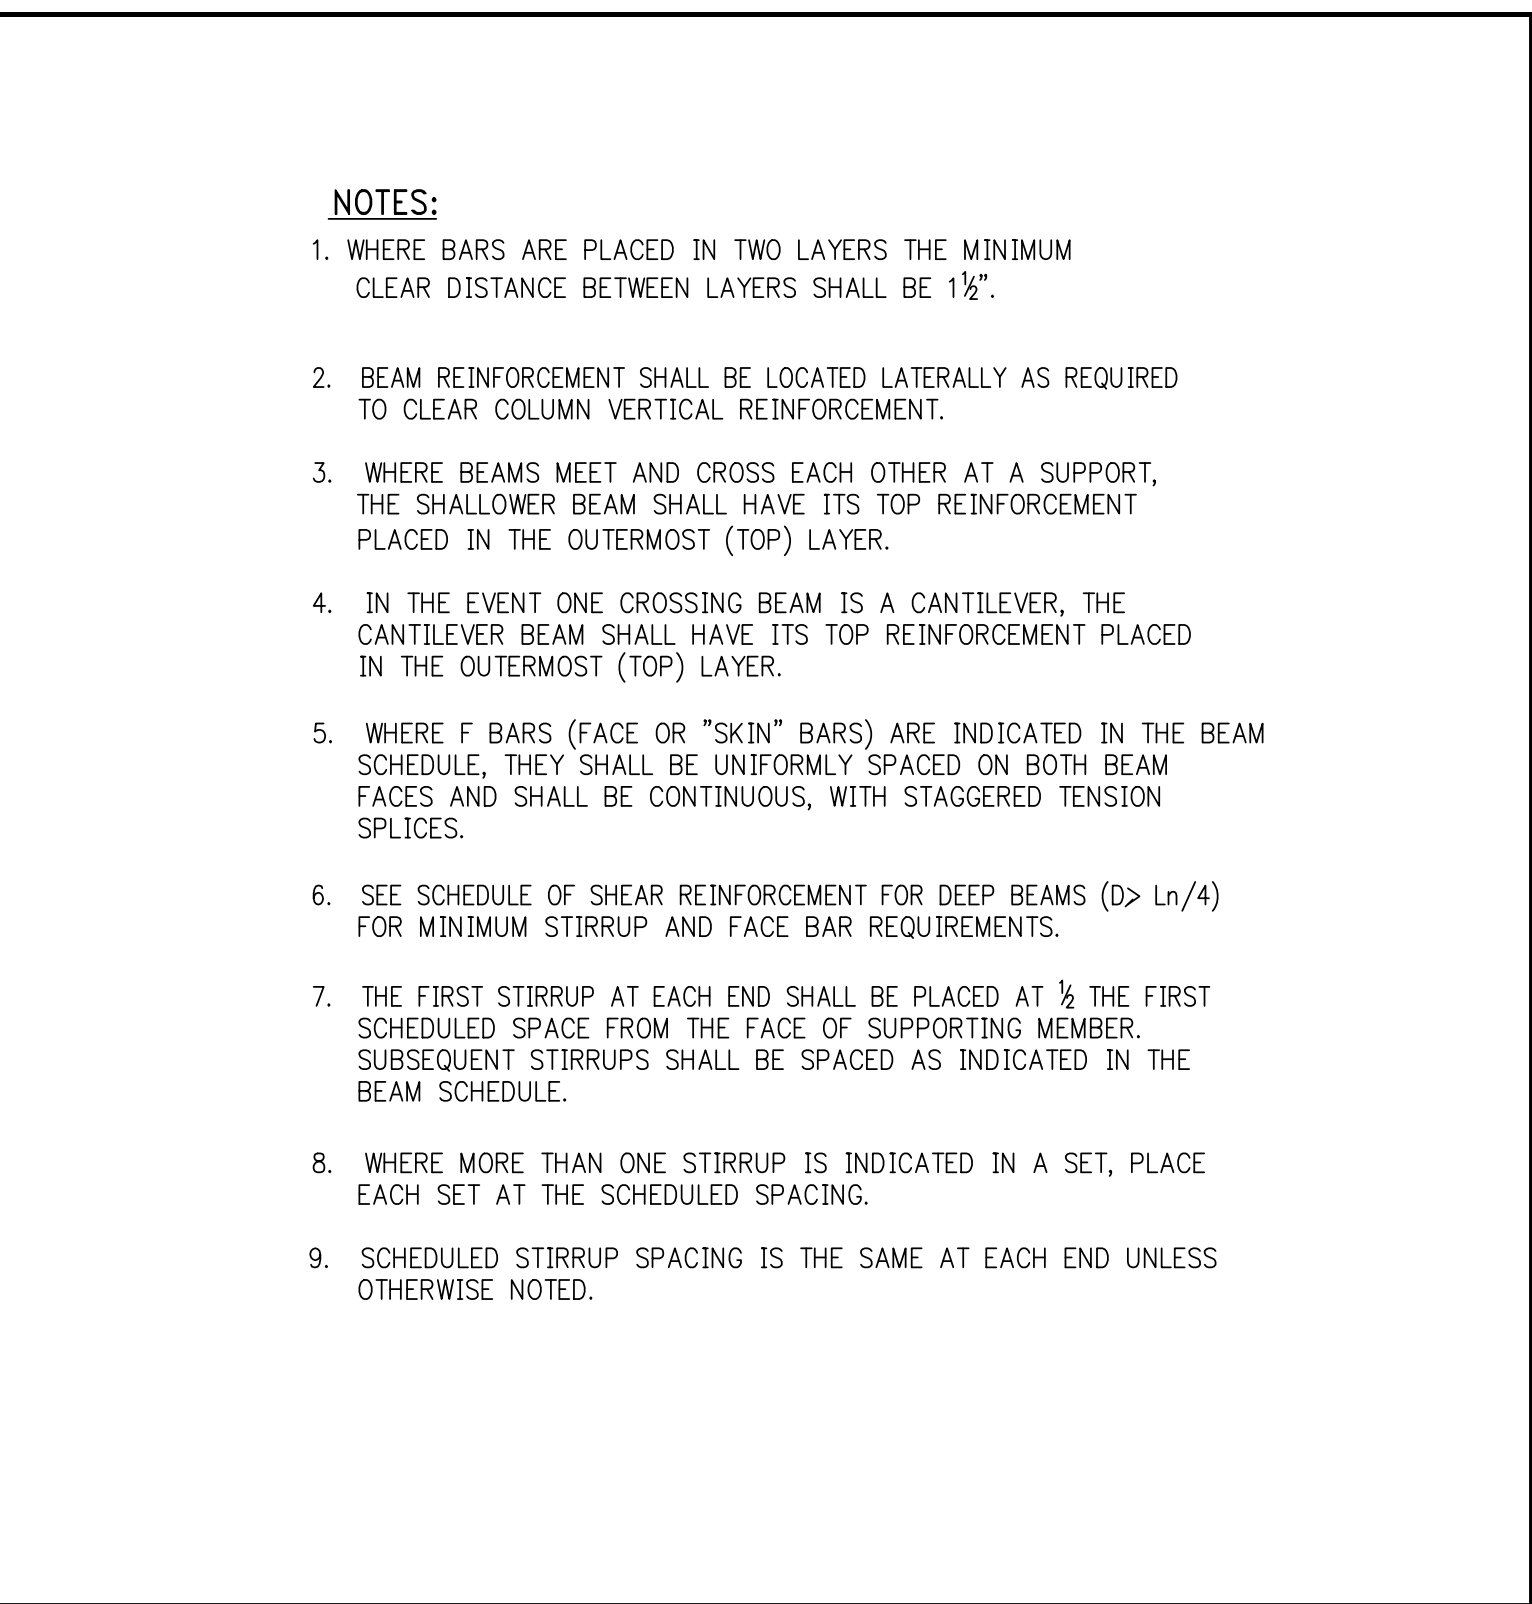 NOTES:
1. WHERE BARS ARE PLACED IN TWO LAYERS THE MINIMUM
CLEAR DISTANCE BETWEEN LAYERS SHALL BE 1½".
2. BEAM REINFORCEMENT SHALL BE LOCATED LATERALLY AS REQUIRED
TO CLEAR COLUMN VERTICAL REINFORCEMENT.
3. WHERE BEAMS MEET AND CROSS EACH OTHER AT A SUPPORT,
THE SHALLOWER BEAM SHALL HAVE ITS TOP REINFORCEMENT
PLACED IN THE OUTERMOST (TOP) LAYER.
4. IN THE EVENT ONE CROSSING BEAM IS A CANTILEVER, THE
CANTILEVER BEAM SHALL HAVE ITS TOP REINFORCEMENT PLACED
IN THE OUTERMOST (TOP) LAYER.
5. WHERE F BARS (FACE OR "SKIN" BARS) ARE INDICATED IN THE BEAM
SCHEDULE, THEY SHALL BE UNIFORMLY SPACED ON BOTH BEAM
FACES AND SHALL BE CONTINUOUS, WITH STAGGERED TENSION
SPLICES.
6. SEE SCHEDULE OF SHEAR REINFORCEMENT FOR DEEP BEAMS (D> Ln/4)
FOR MINIMUM STIRRUP AND FACE BAR REQUIREMENTS.
7. THE FIRST STIRRUP AT EACH END SHALL BE PLACED AT ½ THE FIRST
SCHEDULED SPACE FROM THE FACE OF SUPPORTING MEMBER.
SUBSEQUENT STIRRUPS SHALL BE SPACED AS INDICATED IN THE
BEAM SCHEDULE.
8. WHERE MORE THAN ONE STIRRUP IS INDICATED IN A SET, PLACE
EACH SET AT THE SCHEDULED SPACING.
9. SCHEDULED STIRRUP SPACING IS THE SAME AT EACH END UNLESS
OTHERWISE NOTED.